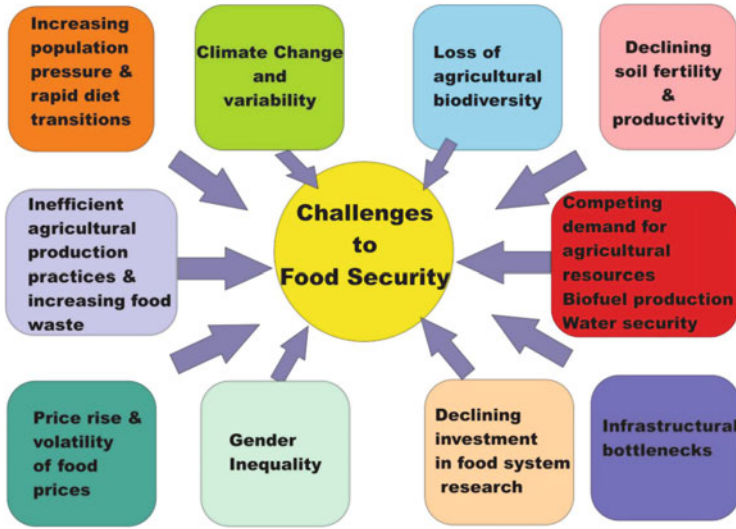 Increasing
population
pressure &
rapid diet
transitions
Climate Change
and
variability
Loss of
agricultural
biodiversity
Declining
soil fertility
&
productivity
Inefficient
agricultural
production
practices &
increasing food
waste
Challenges
to
Food Security
Competing
demand for
agricultural
resources
Biofuel production
Water security
Price rise &
volatility
of food
prices
Gender
Inequality
Declining
investment
in food system
research
Infrastructural
bottlenecks